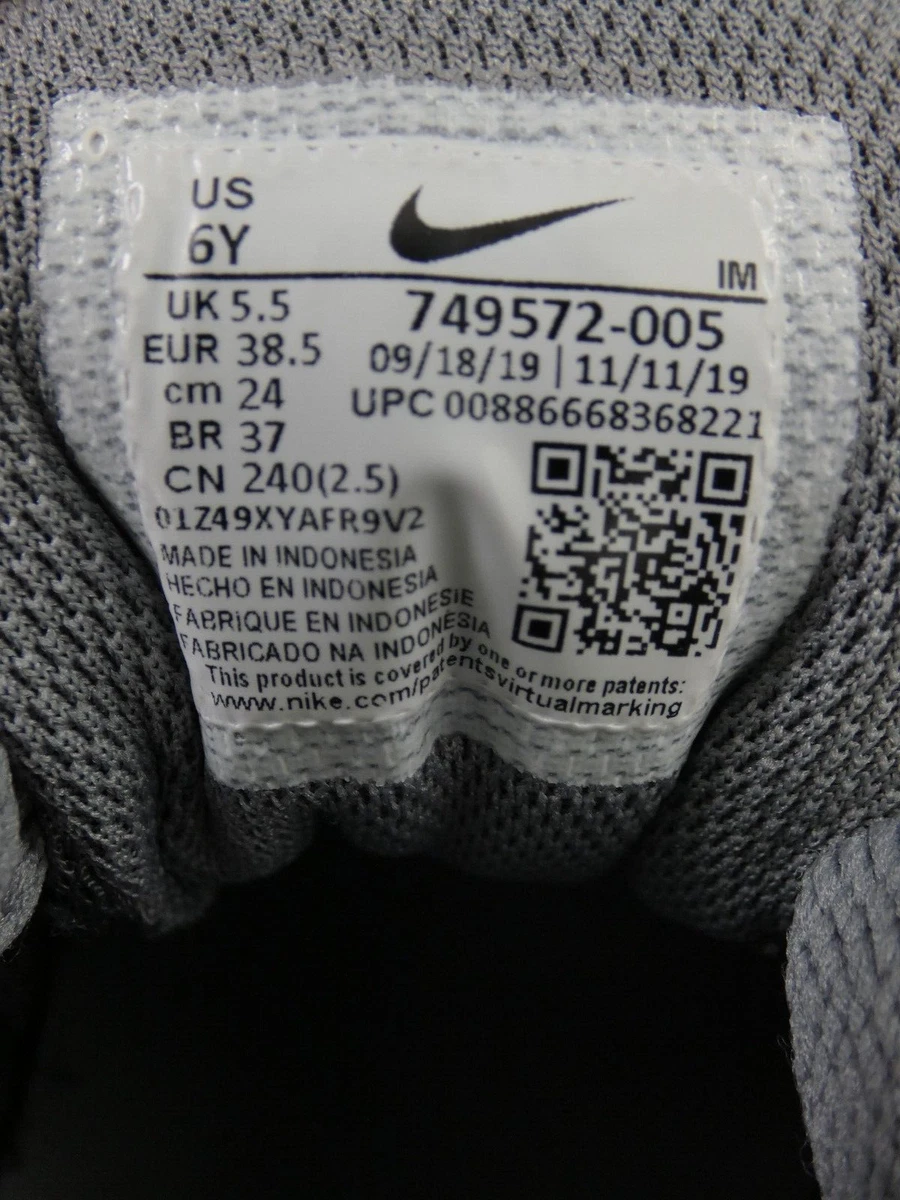 US
6Y
IM
UK 5.5
EUR 38.5
cm 24
BR 37
CN 240(2.5)
749572-005
09/18/19 | 11/11/19
UPC 00886668368221
01Z49XYAFR9V2
MADE IN INDONESIA
HECHO EN INDONESIA
FABRIQUE EN INDONESIE
FABRICADO NA INDONÉSIA
This product is covered by one or more patents:
www.nike.com/patentsvirtualmarking